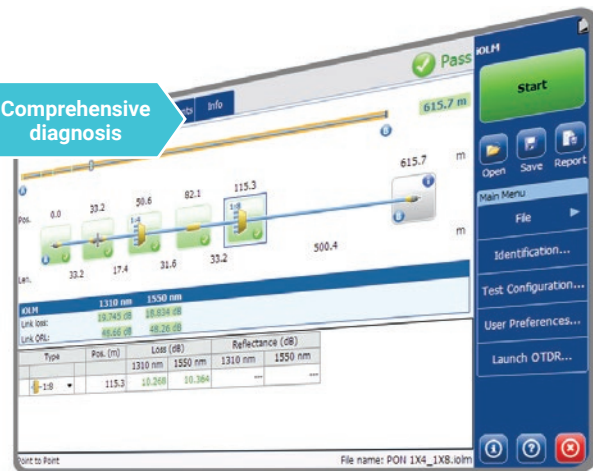 Comprehensive
diagnosis
Info
Pass
615.7 m
B
615.7 m
Pos. 0.0 33.2 50.6 82.1 115.3
1:4
1:8
A
B
Len. 33.2 17.4 31.6 33.2 500.4 m
iOLM 1310 nm 1550 nm
Link loss: 19.745 dB 18.834 dB
Link ORL: 48.66 dB 48.26 dB
Type Pos. (m) Loss (dB) Reflectance (dB)
1310 nm 1550 nm 1310 nm 1550 nm
1:8 115.3 10.268 10.364 --- ---
Point to Point
File name: PON 1X4_1X8.iolm
iOLM
Start
Open Save Report
Main Menu
File
Identification...
Test Configuration...
User Preferences...
Launch OTDR...